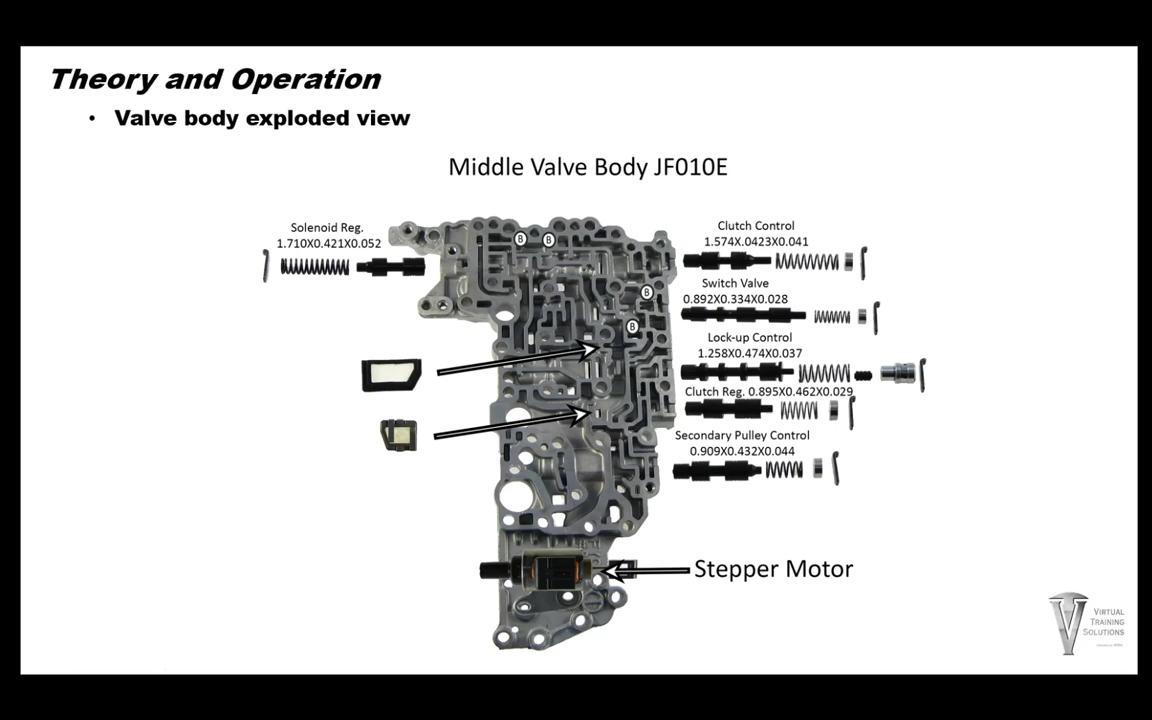 Theory and Operation
• Valve body exploded view
Middle Valve Body JF010E
Solenoid Reg.
1.710X0.421X0.052
Clutch Control
1.574X.0423X0.041
Switch Valve
0.892X0.334X0.028
Lock-up Control
1.258X0.474X0.037
Clutch Reg. 0.895X0.462X0.029
Secondary Pulley Control
0.909X0.432X0.044
B
B
B
B
Stepper Motor
V
VIRTUAL
TRAINING
SOLUTIONS